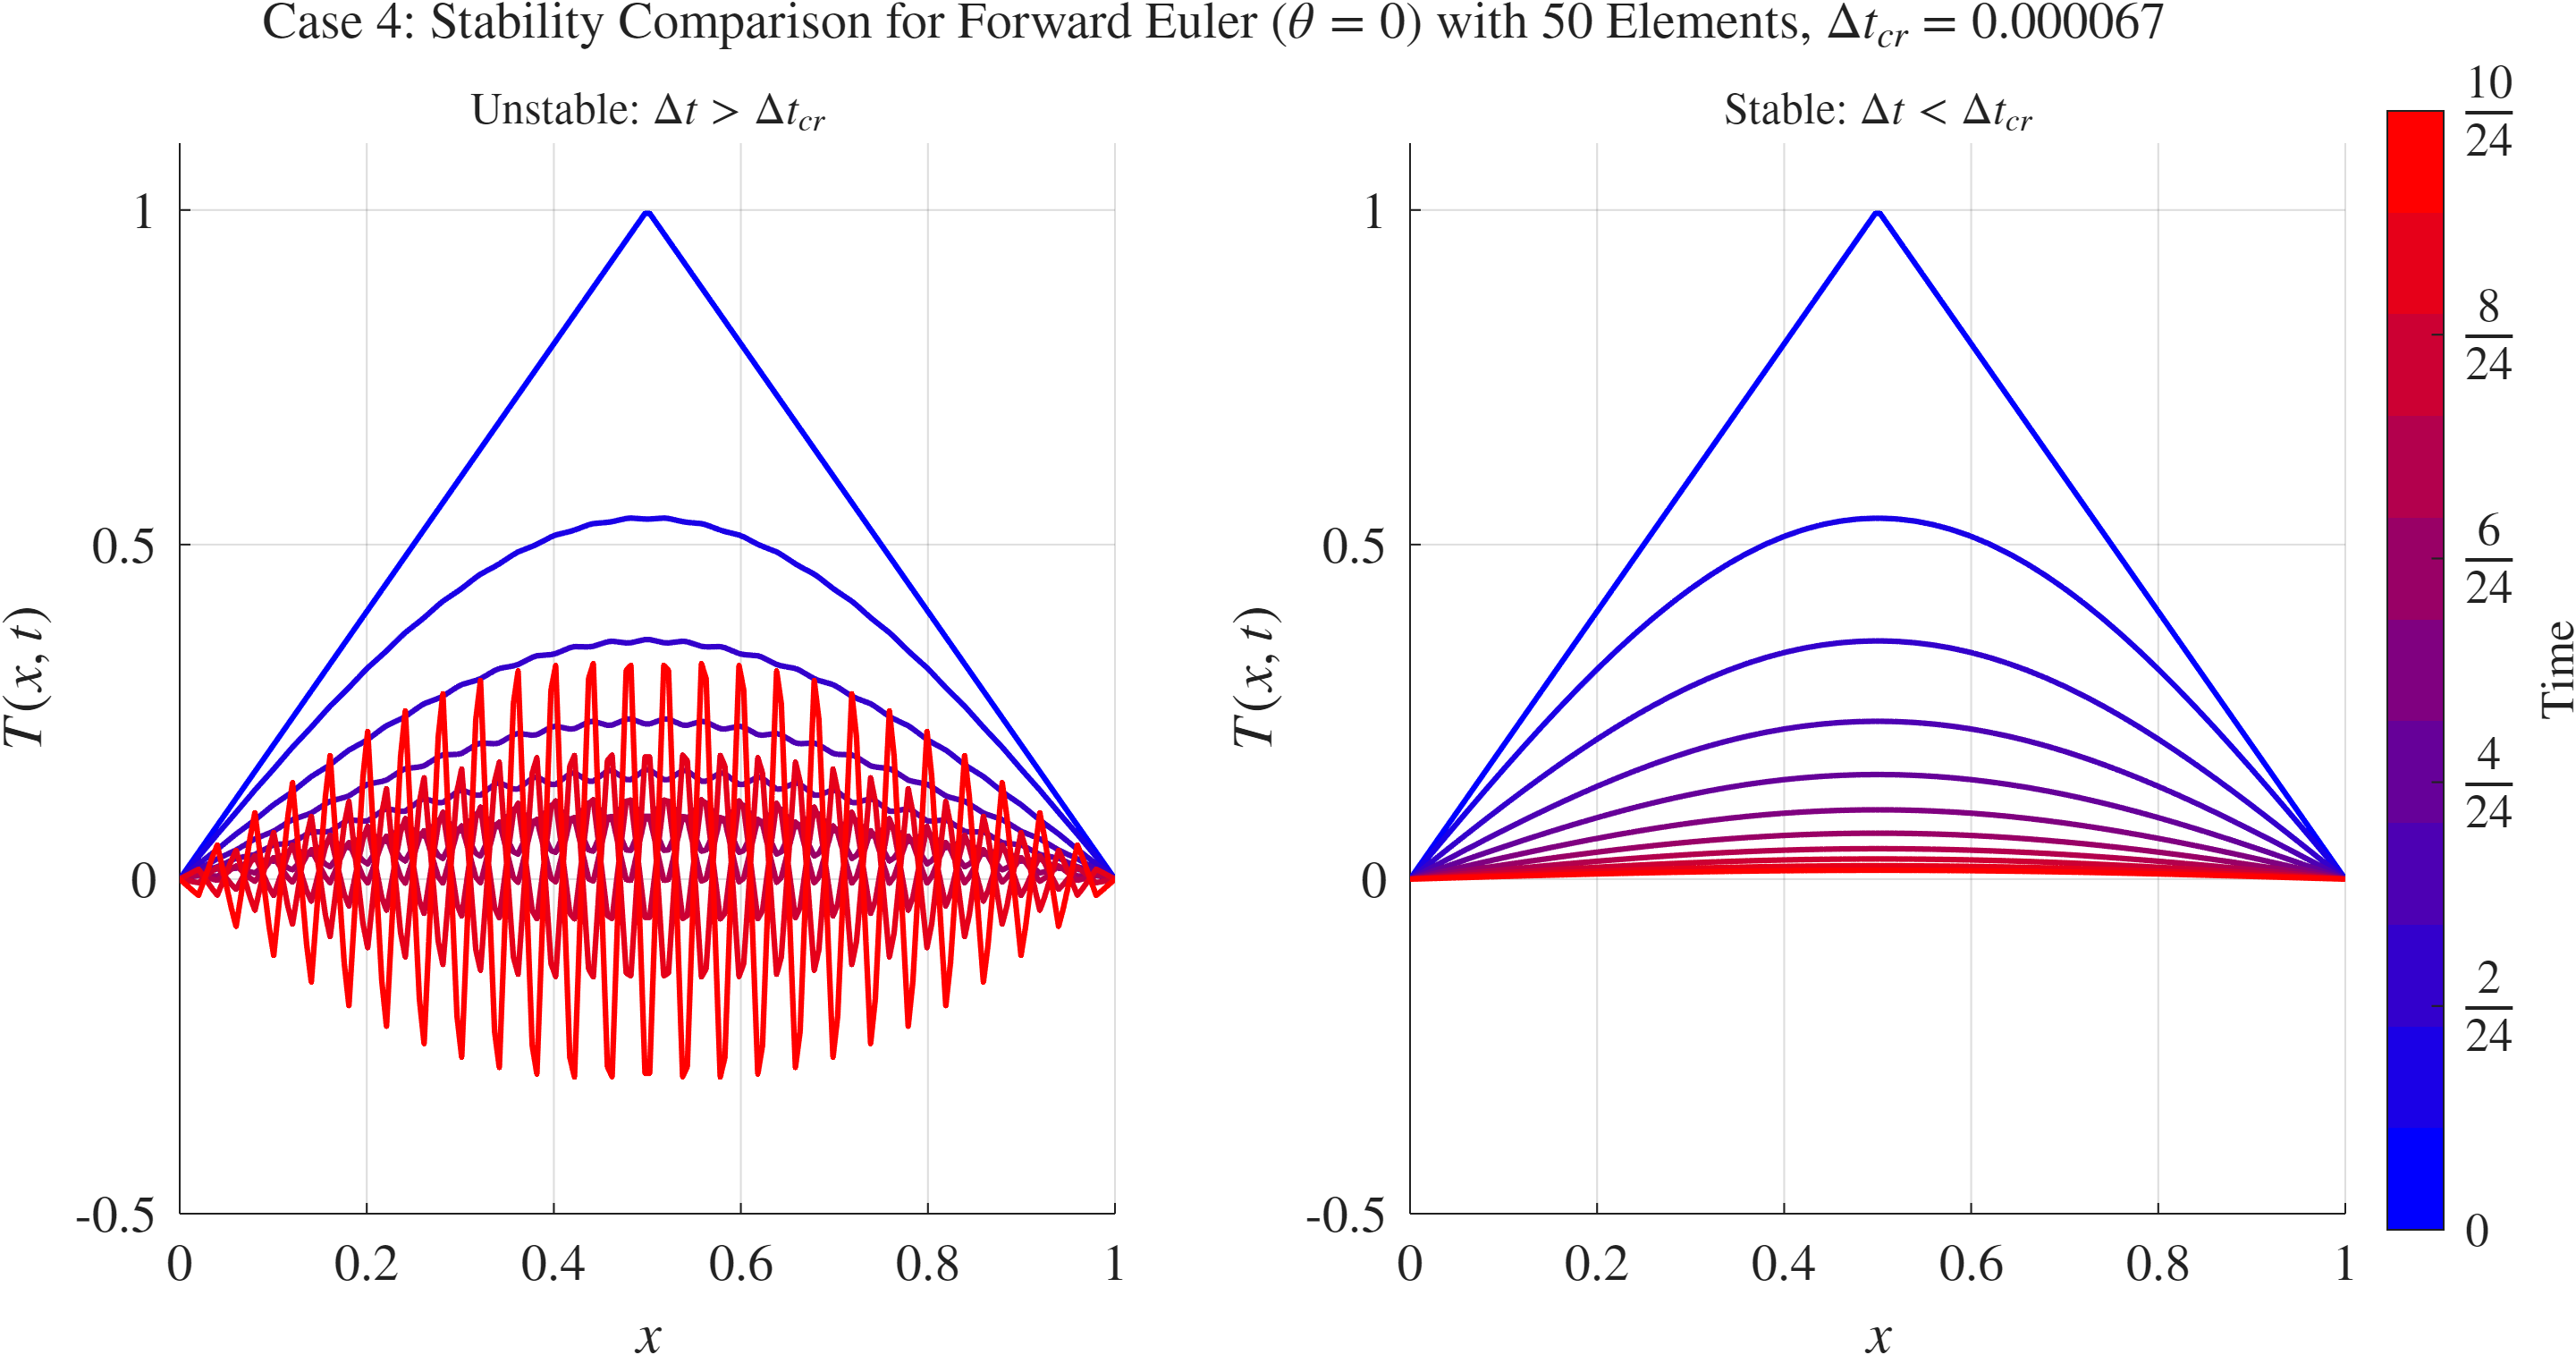 Case 4: Stability Comparison for Forward Euler (θ = 0) with 50 Elements, Δt_cr = 0.000067
Unstable: Δt > Δt_cr
1
0.5
0
-0.5
0 0.2 0.4 0.6 0.8 1
T(x, t)
x
Stable: Δt < Δt_cr
1
0.5
0
-0.5
0 0.2 0.4 0.6 0.8 1
T(x, t)
x
10/24
8/24
6/24
4/24
2/24
0
Time